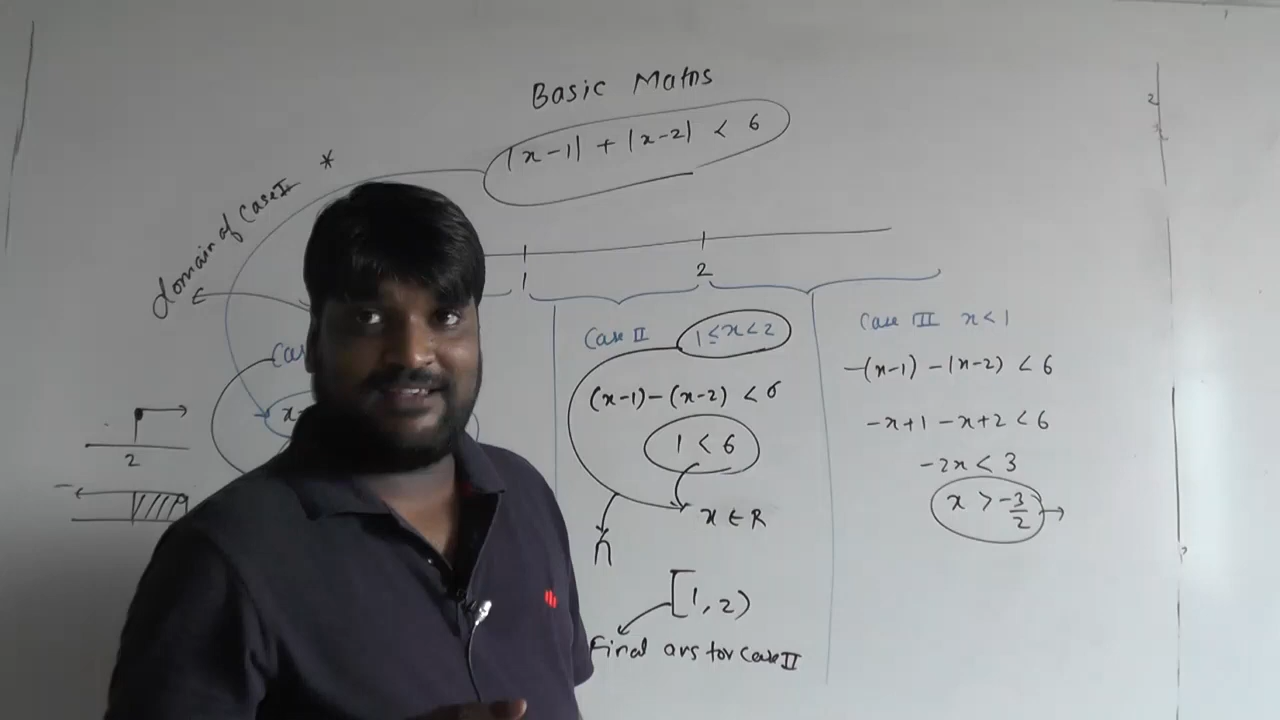 Basic Maths
|x-1| + |x-2| < 6
*
domain of Case I
1
2
Case II 1≤x<2
(x-1)-(x-2) < 6
1 < 6
x ∈ R
∩
[1, 2)
Final ans for Case II
Case III x<1
-(x-1) -(x-2) < 6
-x+1 -x+2 < 6
-2x < 3
x > -3/2
2
2